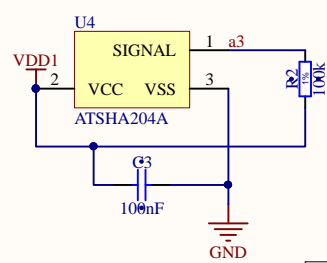 U4
SIGNAL
1
a3
VDD1
2
VCC
VSS
3
R2
1%
100k
ATSHA204A
C3
100nF
GND